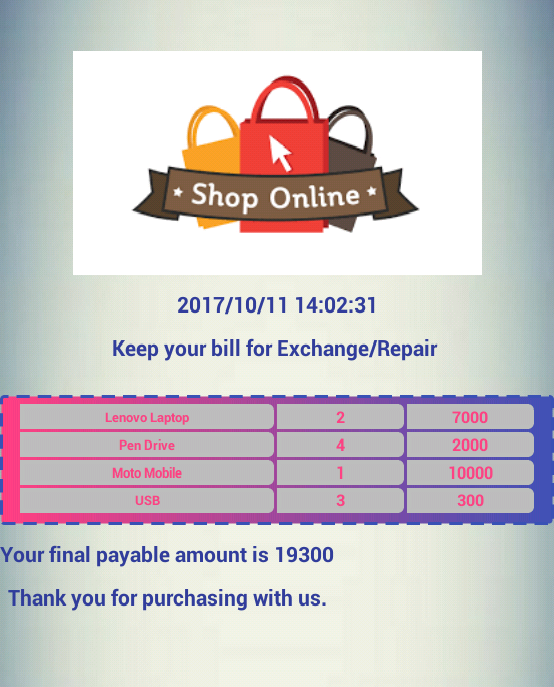 Shop Online
2017/10/11 14:02:31
Keep your bill for Exchange/Repair
Lenovo Laptop 2 7000
Pen Drive 4 2000
Moto Mobile 1 10000
USB 3 300
Your final payable amount is 19300
Thank you for purchasing with us.